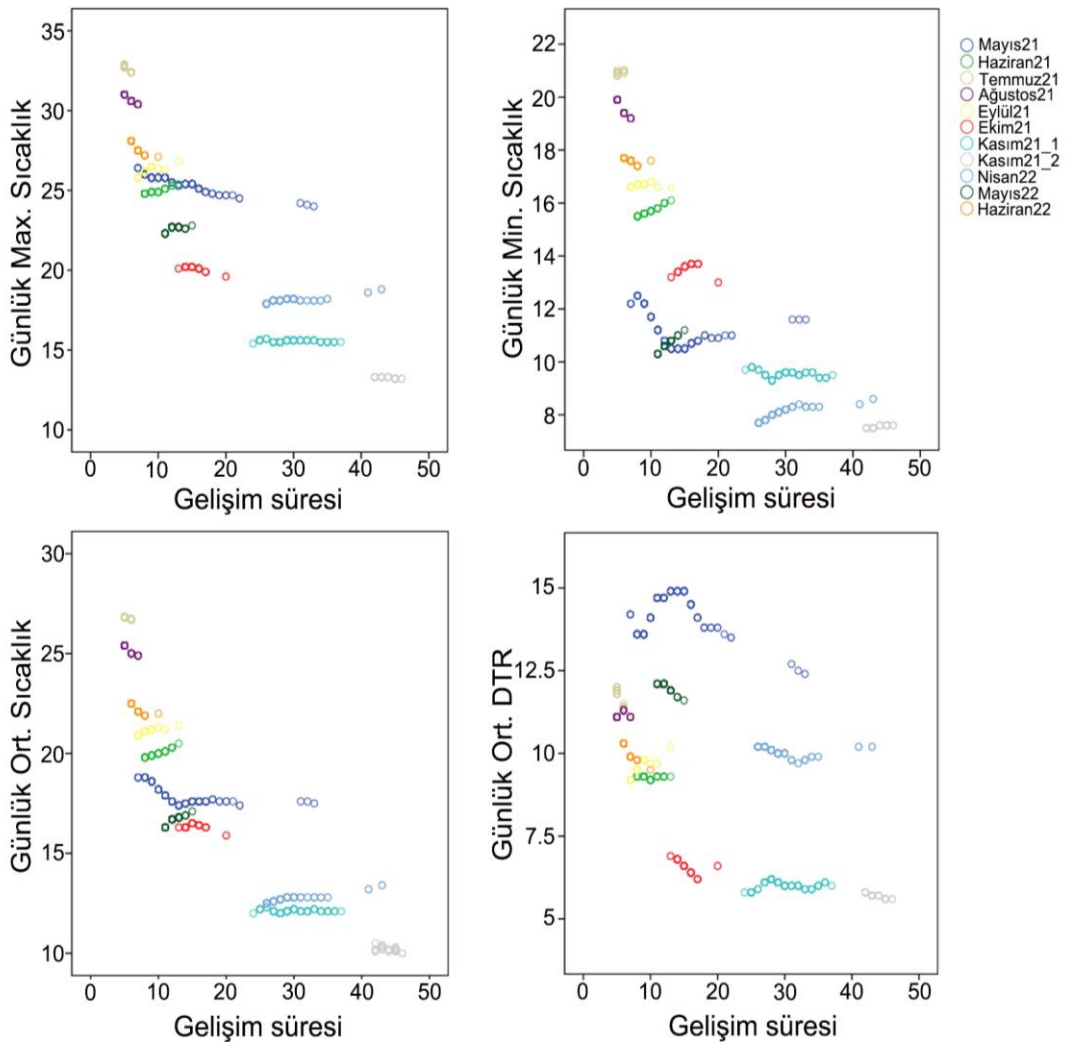 Günlük Max. Sıcaklık
35
30
25
20
15
10
0 10 20 30 40 50
Gelişim süresi
Günlük Min. Sıcaklık
22
20
18
16
14
12
10
8
0 10 20 30 40 50
Gelişim süresi
Mayıs21
Haziran21
Temmuz21
Ağustos21
Eylül21
Ekim21
Kasım21_1
Kasım21_2
Nisan22
Mayıs22
Haziran22
Günlük Ort. Sıcaklık
30
25
20
15
10
0 10 20 30 40 50
Gelişim süresi
Günlük Ort. DTR
15
12.5
10
7.5
5
0 10 20 30 40 50
Gelişim süresi